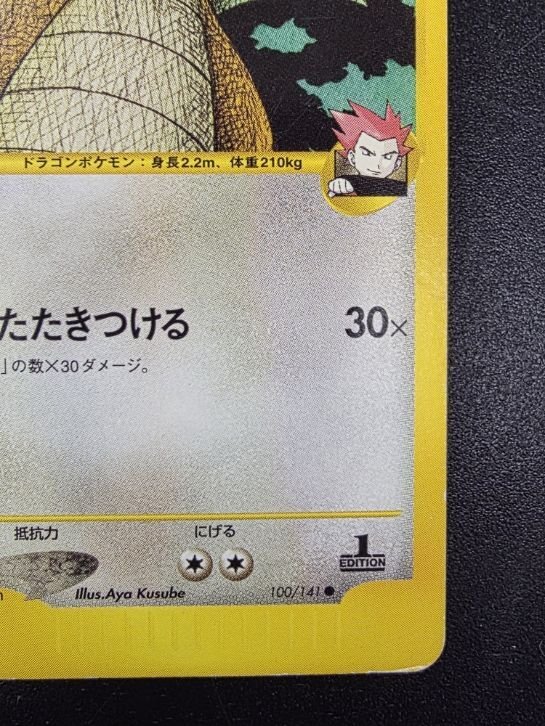 ドラゴンポケモン：身長2.2m、体重210kg
たたきつける 30×
」の数×30ダメージ。
抵抗力 にげる
1
EDITION
Illus.Aya Kusube 100/141●